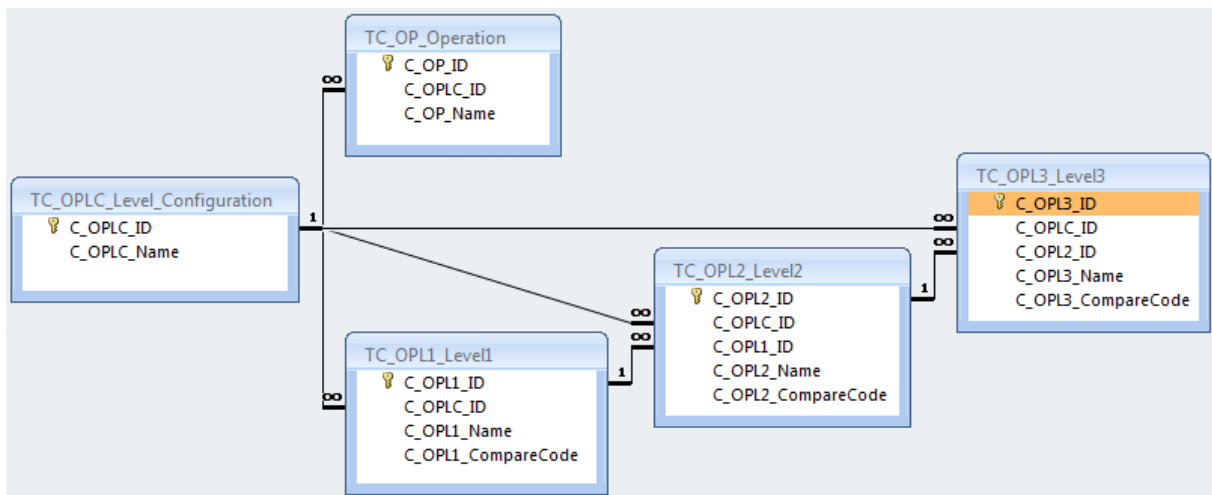 TC_OP_Operation
C_OP_ID
C_OPLC_ID
C_OP_Name
∞
TC_OPLC_Level_Configuration
C_OPLC_ID
C_OPLC_Name
1
∞
∞
TC_OPL3_Level3
C_OPL3_ID
C_OPLC_ID
C_OPL2_ID
C_OPL3_Name
C_OPL3_CompareCode
∞
∞
TC_OPL2_Level2
C_OPL2_ID
C_OPLC_ID
C_OPL1_ID
C_OPL2_Name
C_OPL2_CompareCode
1
∞
TC_OPL1_Level1
C_OPL1_ID
C_OPLC_ID
C_OPL1_Name
C_OPL1_CompareCode
1